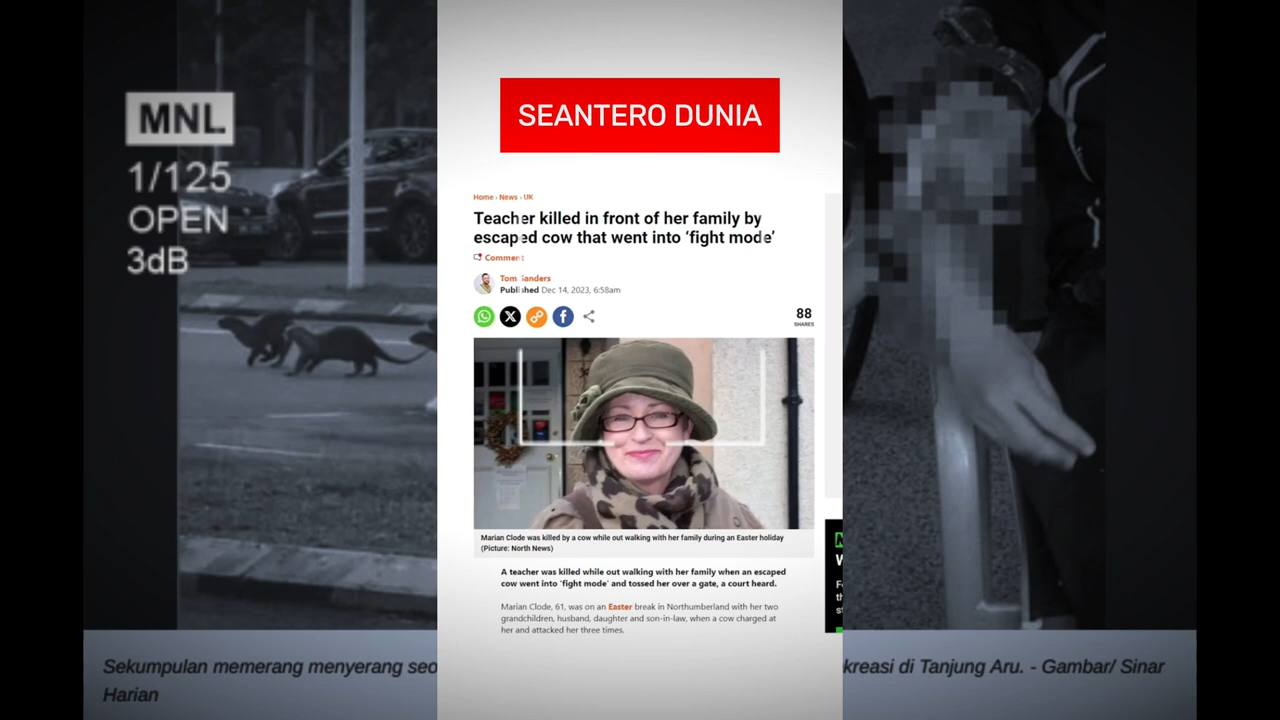 MNL
1/125
OPEN
3dB
SEANTERO DUNIA
Home › News › UK
Teacher killed in front of her family by
escaped cow that went into ‘fight mode’
Comment
Tom Sanders
Published Dec 14, 2023, 6:58am
88
SHARES
Marian Clode was killed by a cow while out walking with her family during an Easter holiday
(Picture: North News)
A teacher was killed while out walking with her family when an escaped
cow went into ‘fight mode’ and tossed her over a gate, a court heard.
Marian Clode, 61, was on an Easter break in Northumberland with her two
grandchildren, husband, daughter and son-in-law, when a cow charged at
her and attacked her three times.
Sekumpulan memerang menyerang seo
kreasi di Tanjung Aru. - Gambar/ Sinar
Harian